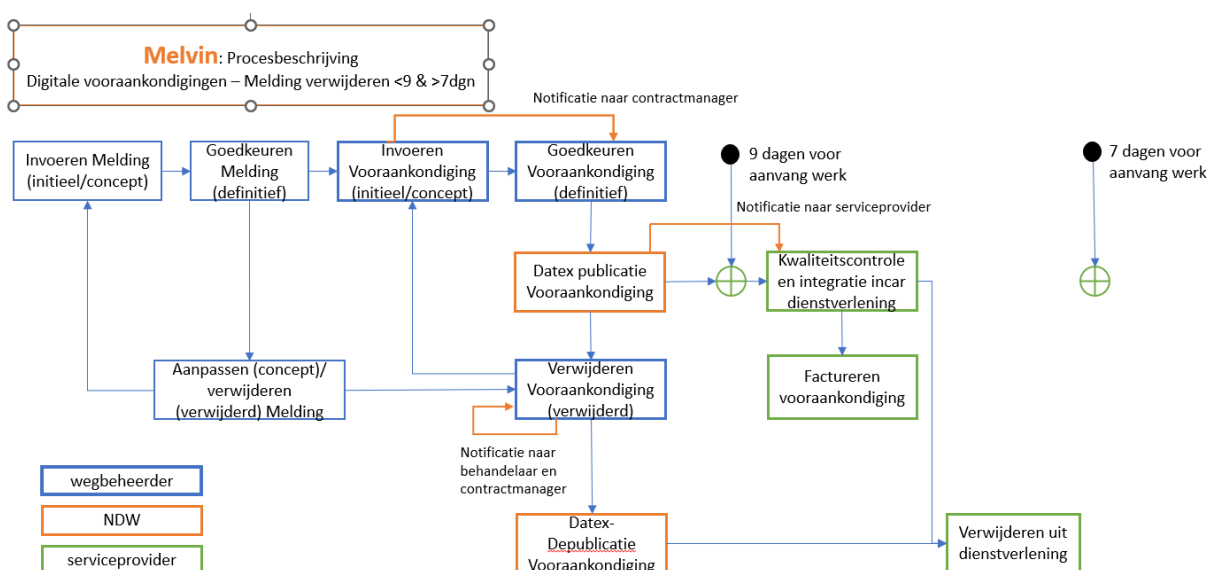 Melvin: Procesbeschrijving
Digitale vooraankondigingen – Melding verwijderen <9 & >7dgn
Notificatie naar contractmanager
Invoeren Melding
(initieel/concept)
Goedkeuren
Melding
(definitief)
Invoeren
Vooraankondiging
(initieel/concept)
Goedkeuren
Vooraankondiging
(definitief)
9 dagen voor
aanvang werk
7 dagen voor
aanvang werk
Notificatie naar serviceprovider
Datex publicatie
Vooraankondiging
Kwaliteitscontrole
en integratie incar
dienstverlening
Aanpassen (concept)/
verwijderen
(verwijderd) Melding
Verwijderen
Vooraankondiging
(verwijderd)
Factureren
vooraankondiging
Notificatie naar
behandelaar en
contractmanager
wegbeheerder
NDW
serviceprovider
Datex-
Depublicatie
Vooraankondiging
Verwijderen uit
dienstverlening